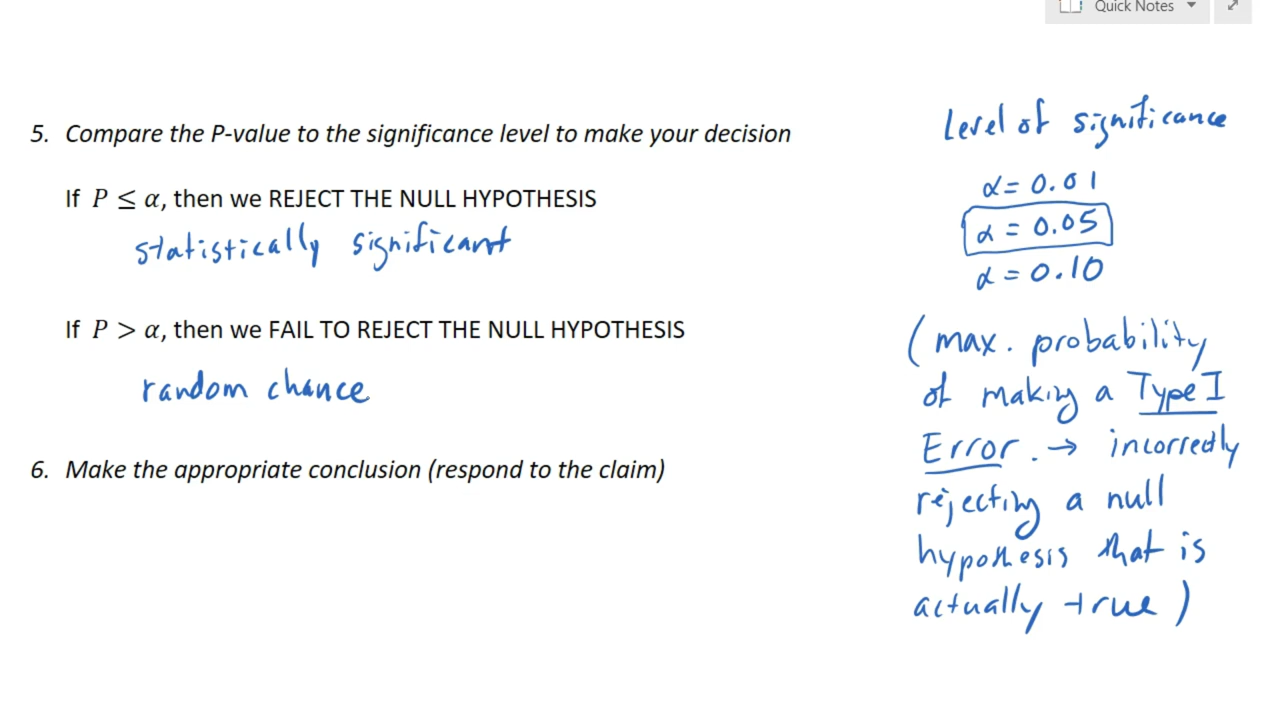 Quick Notes
5. Compare the P-value to the significance level to make your decision
If P ≤ α, then we REJECT THE NULL HYPOTHESIS
statistically significant
If P > α, then we FAIL TO REJECT THE NULL HYPOTHESIS
random chance
6. Make the appropriate conclusion (respond to the claim)
Level of significance
α = 0.01
α = 0.05
α = 0.10
(max. probability
of making a Type I
Error. → incorrectly
rejecting a null
hypothesis that is
actually true)